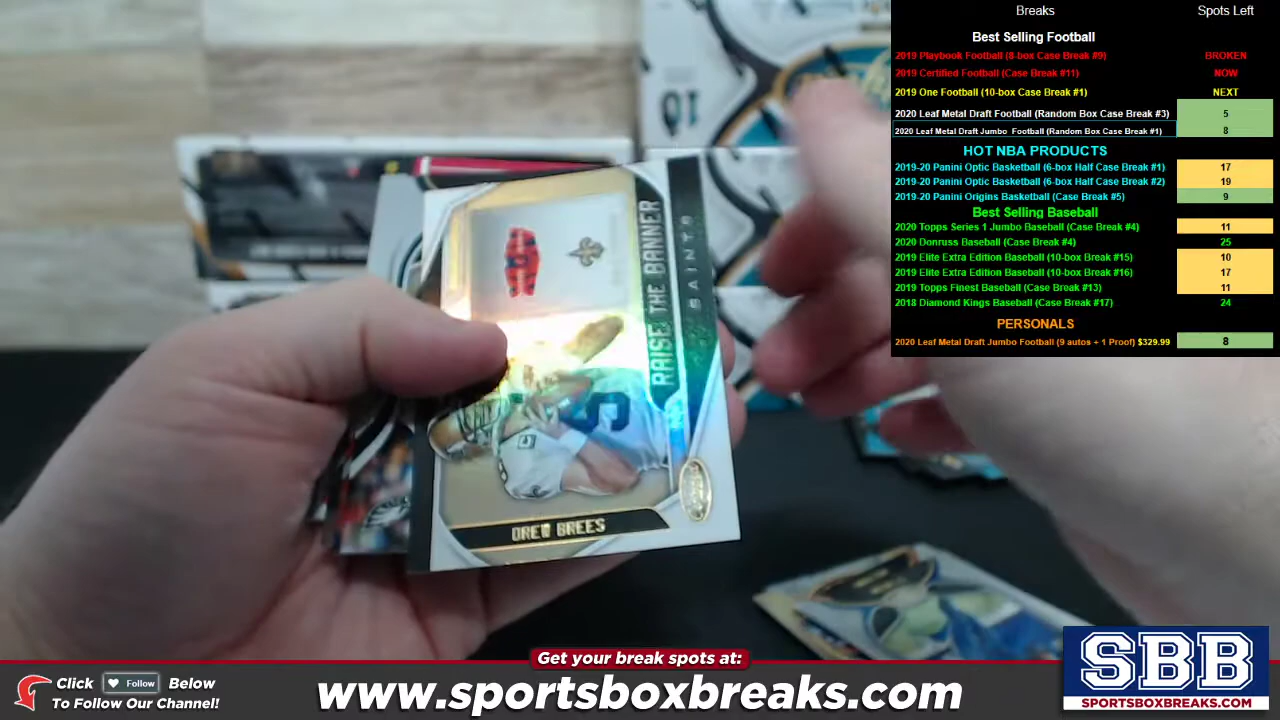 Breaks Spots Left
Best Selling Football
2019 Playbook Football (8-box Case Break #9) BROKEN
2019 Certified Football (Case Break #11) NOW
2019 One Football (10-box Case Break #1) NEXT
2020 Leaf Metal Draft Football (Random Box Case Break #3) 5
2020 Leaf Metal Draft Jumbo Football (Random Box Case Break #1) 8
HOT NBA PRODUCTS
2019-20 Panini Optic Basketball (6-box Half Case Break #1) 17
2019-20 Panini Optic Basketball (6-box Half Case Break #2) 19
2019-20 Panini Origins Basketball (Case Break #5) 9
Best Selling Baseball
2020 Topps Series 1 Jumbo Baseball (Case Break #4) 11
2020 Donruss Baseball (Case Break #4) 25
2019 Elite Extra Edition Baseball (10-box Break #15) 10
2019 Elite Extra Edition Baseball (10-box Break #16) 17
2019 Topps Finest Baseball (Case Break #13) 11
2018 Diamond Kings Baseball (Case Break #17) 24
PERSONALS
2020 Leaf Metal Draft Jumbo Football (9 autos + 1 Proof) $329.99 8
RAISE THE BANNER
SAINTS
DREW BREES
Get your break spots at:
Click Follow Below
To Follow Our Channel!
www.sportsboxbreaks.com
SBB
SPORTSBOXBREAKS.COM